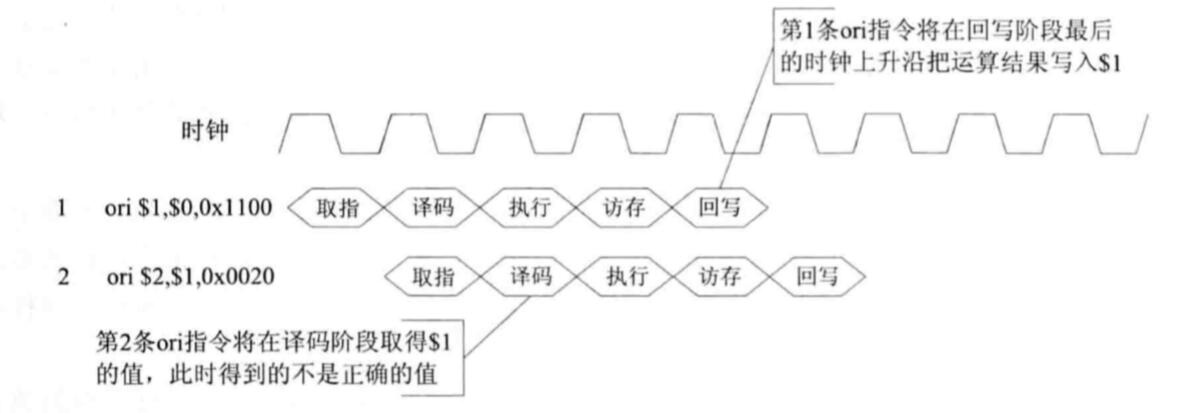 第1条ori指令将在回写阶段最后
的时钟上升沿把运算结果写入$1
时钟
1 ori $1,$0,0x1100 取指 译码 执行 访存 回写
2 ori $2,$1,0x0020 取指 译码 执行 访存 回写
第2条ori指令将在译码阶段取得$1
的值，此时得到的不是正确的值